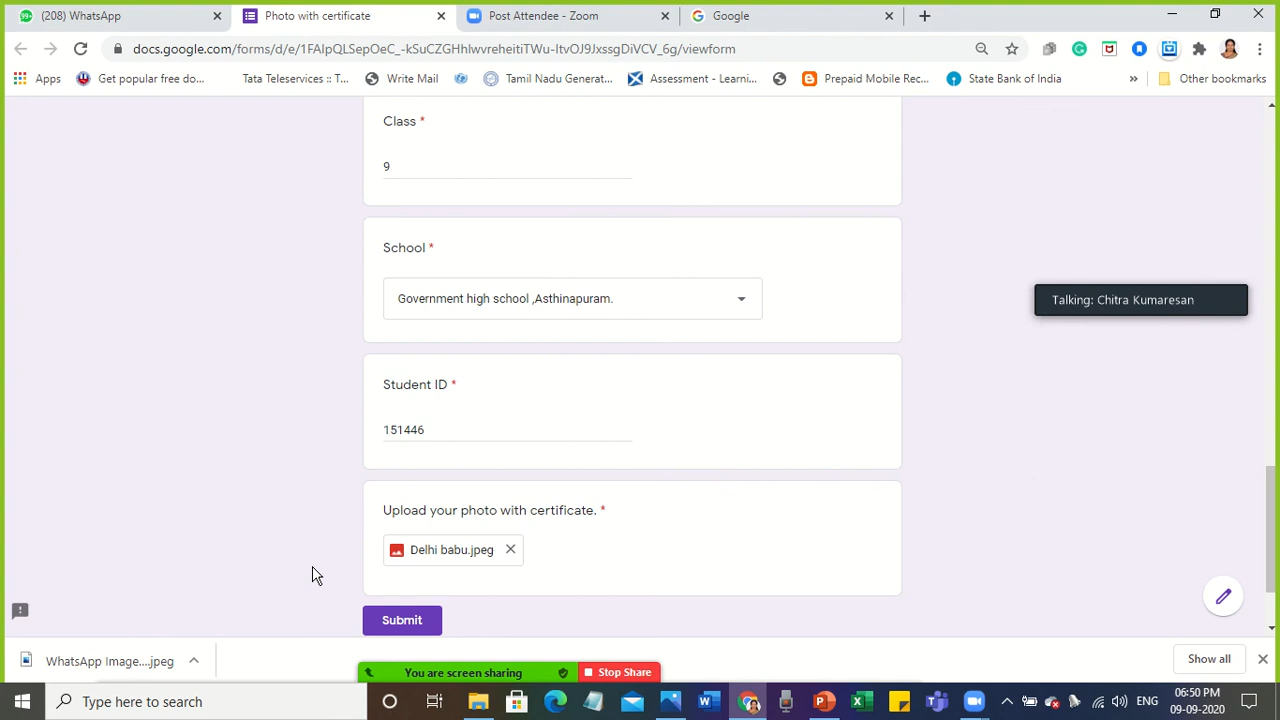 (208) WhatsApp
Photo with certificate
Post Attendee - Zoom
Google
docs.google.com/forms/d/e/1FAIpQLSepOeC_-kSuCZGHhlwvreheitiTWu-ItvOJ9JxssgDiVCV_6g/viewform
Apps
Get popular free do...
Tata Teleservices :: T...
Write Mail
Tamil Nadu Generat...
Assessment - Learni...
Prepaid Mobile Rec...
State Bank of India
»
Other bookmarks
Class *
9
School *
Government high school ,Asthinapuram.
Talking: Chitra Kumaresan
Student ID *
151446
Upload your photo with certificate. *
Delhi babu.jpeg
Submit
WhatsApp Image....jpeg
Show all
You are screen sharing
Stop Share
Type here to search
ENG
06:50 PM
09-09-2020